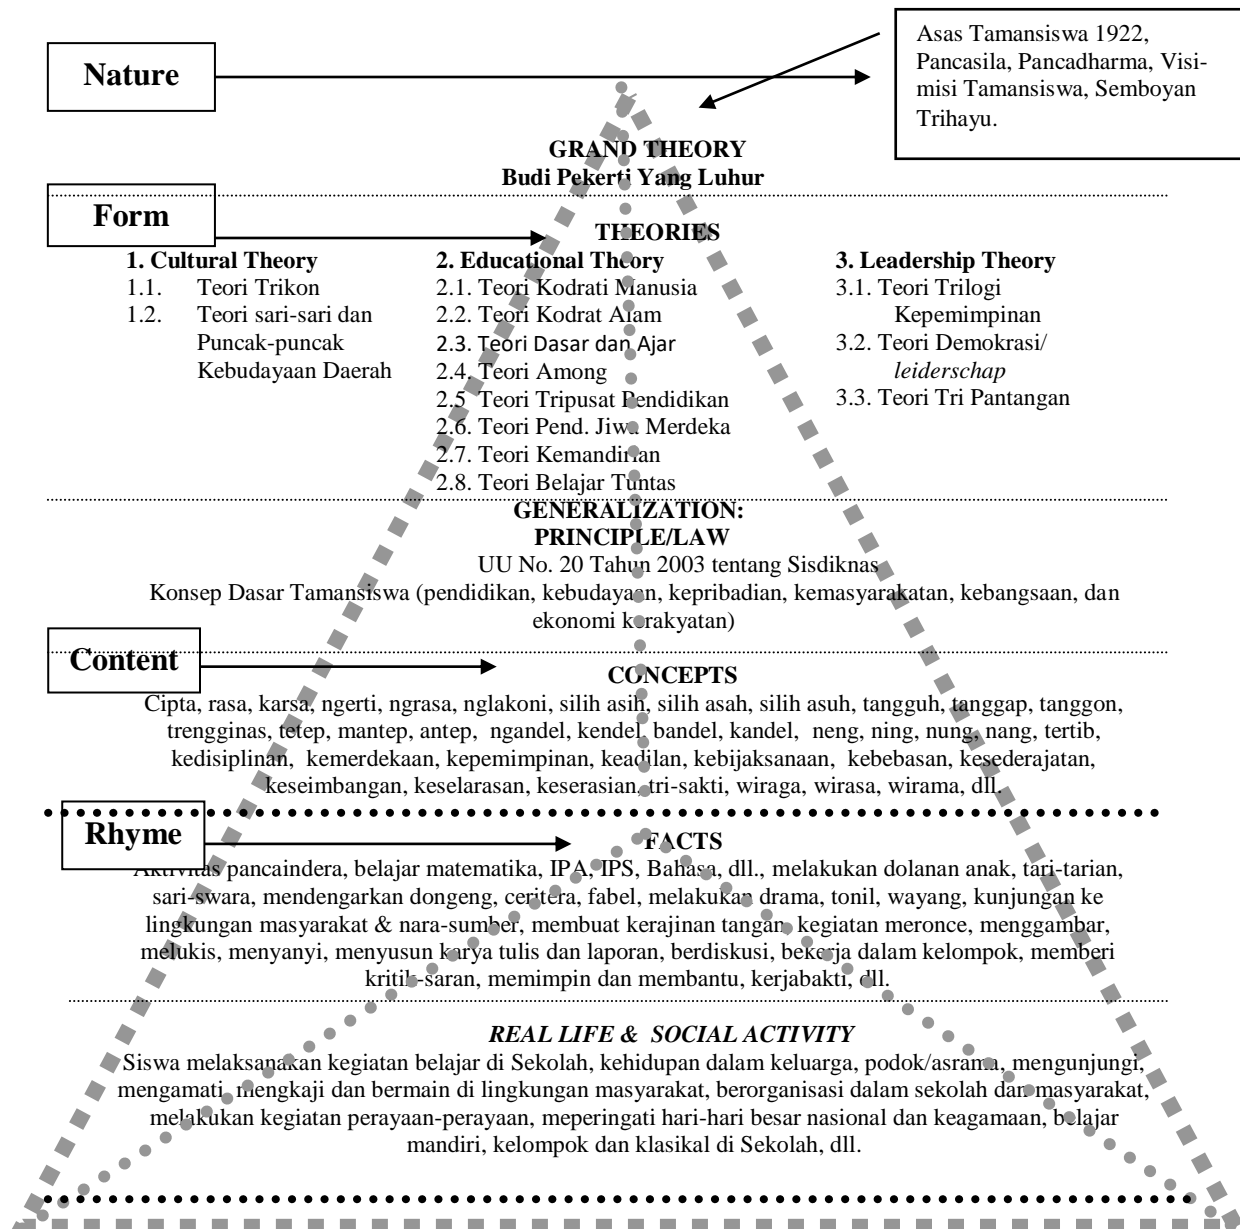 Nature
Asas Tamansiswa 1922,
Pancasila, Pancadharma, Visi-
misi Tamansiswa, Semboyan
Trihayu.
GRAND THEORY
Budi Pekerti Yang Luhur
Form
THEORIES
1. Cultural Theory
1.1. Teori Trikon
1.2. Teori sari-sari dan
Puncak-puncak
Kebudayaan Daerah
2. Educational Theory
2.1. Teori Kodrati Manusia
2.2. Teori Kodrat Alam
2.3. Teori Dasar dan Ajar
2.4. Teori Among
2.5 Teori Tripusat Pendidikan
2.6. Teori Pend. Jiwa Merdeka
2.7. Teori Kemandirian
2.8. Teori Belajar Tuntas
3. Leadership Theory
3.1. Teori Trilogi
Kepemimpinan
3.2. Teori Demokrasi/
leiderschap
3.3. Teori Tri Pantangan
GENERALIZATION:
PRINCIPLE/LAW
UU No. 20 Tahun 2003 tentang Sisdiknas
Konsep Dasar Tamansiswa (pendidikan, kebudayaan, kepribadian, kemasyarakatan, kebangsaan, dan
ekonomi kerakyatan)
Content
CONCEPTS
Cipta, rasa, karsa, ngerti, ngrasa, nglakoni, silih asih, silih asah, silih asuh, tangguh, tanggap, tanggon,
trengginas, tetep, mantep, antep, ngandel, kendel, bandel, kandel, neng, ning, nung, nang, tertib,
kedisiplinan, kemerdekaan, kepemimpinan, keadilan, kebijaksanaan, kebebasan, kesederajatan,
keseimbangan, keselarasan, keserasian, tri-sakti, wiraga, wirasa, wirama, dll.
Rhyme
FACTS
Aktivitas pancaindera, belajar matematika, IPA, IPS, Bahasa, dll., melakukan dolanan anak, tari-tarian,
sari-swara, mendengarkan dongeng, ceritera, fabel, melakukan drama, tonil, wayang, kunjungan ke
lingkungan masyarakat & nara-sumber, membuat kerajinan tangan, kegiatan meronce, menggambar,
melukis, menyanyi, menyusun karya tulis dan laporan, berdiskusi, bekerja dalam kelompok, memberi
kritik-saran, memimpin dan membantu, kerjabakti, dll.
REAL LIFE & SOCIAL ACTIVITY
Siswa melaksanakan kegiatan belajar di Sekolah, kehidupan dalam keluarga, podok/asrama, mengunjungi,
mengamati, mengkaji dan bermain di lingkungan masyarakat, berorganisasi dalam sekolah dan masyarakat,
melakukan kegiatan perayaan-perayaan, meperingati hari-hari besar nasional dan keagamaan, belajar
mandiri, kelompok dan klasikal di Sekolah, dll.